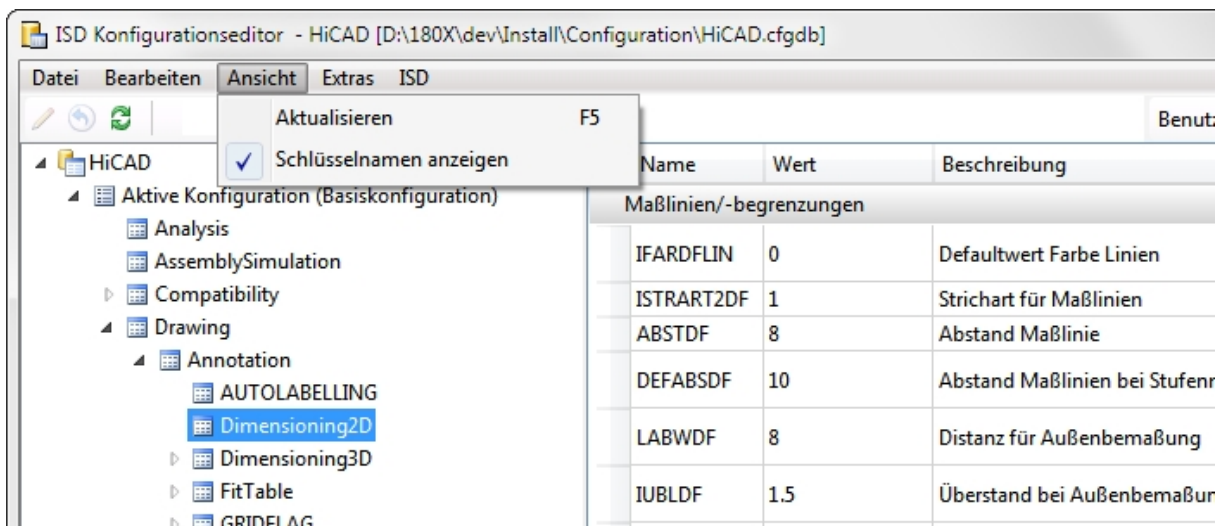 ISD Konfigurationseditor - HiCAD [D:\180X\dev\Install\Configuration\HiCAD.cfgdb]
Datei Bearbeiten Ansicht Extras ISD
Aktualisieren F5
Schlüsselnamen anzeigen
Benutz
HiCAD
Aktive Konfiguration (Basiskonfiguration)
Analysis
AssemblySimulation
Compatibility
Drawing
Annotation
AUTOLABELLING
Dimensioning2D
Dimensioning3D
FitTable
GRIDFLAG
Name Wert Beschreibung
Maßlinien/-begrenzungen
IFARDFLIN 0 Defaultwert Farbe Linien
ISTRART2DF 1 Strichart für Maßlinien
ABSTDF 8 Abstand Maßlinie
DEFABSDF 10 Abstand Maßlinien bei Stufenr
LABWDF 8 Distanz für Außenbemaßung
IUBLDF 1.5 Überstand bei Außenbemaßun